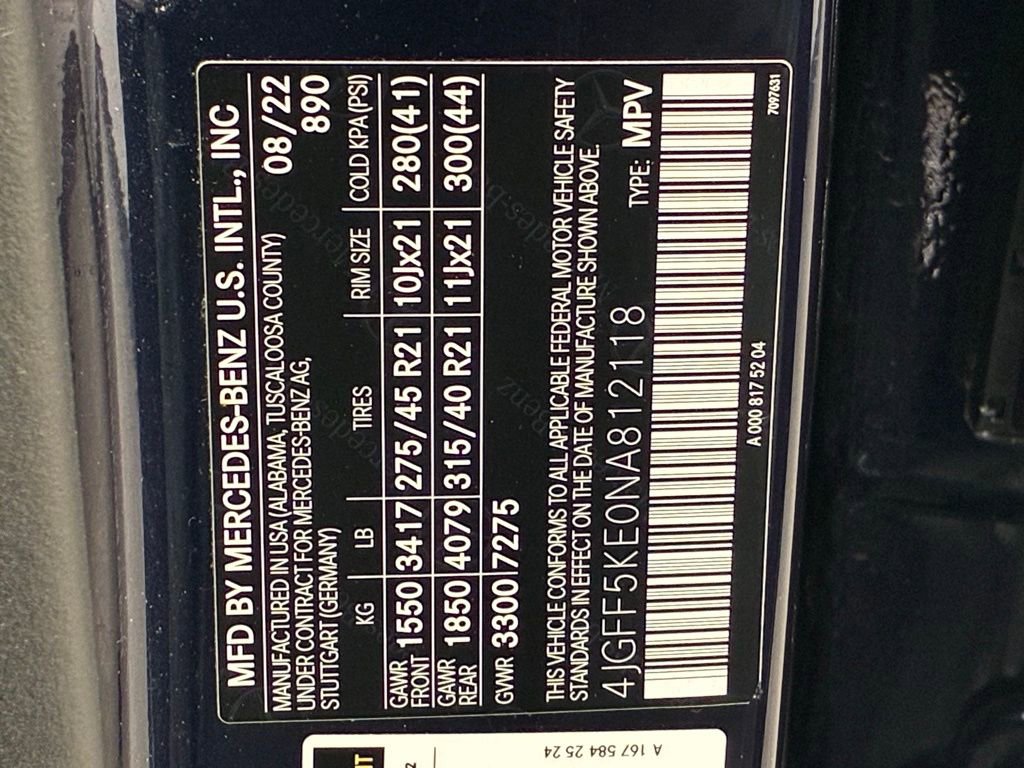 MFD BY MERCEDES-BENZ U.S. INTL., INC
MANUFACTURED IN USA (ALABAMA, TUSCALOOSA COUNTY) 08/22
UNDER CONTRACT FOR MERCEDES-BENZ AG, 890
STUTTGART (GERMANY)
KG LB TIRES RIM SIZE COLD KPA (PSI)
GAWR FRONT 1550 3417 275/45 R21 10Jx21 280(41)
GAWR REAR 1850 4079 315/40 R21 11Jx21 300(44)
GVWR 3300 7275
THIS VEHICLE CONFORMS TO ALL APPLICABLE FEDERAL MOTOR VEHICLE SAFETY
STANDARDS IN EFFECT ON THE DATE OF MANUFACTURE SHOWN ABOVE.
4JGFF5KE0NA812118 TYPE: MPV
A 000 817 52 04 7097631
A 167 584 25 24